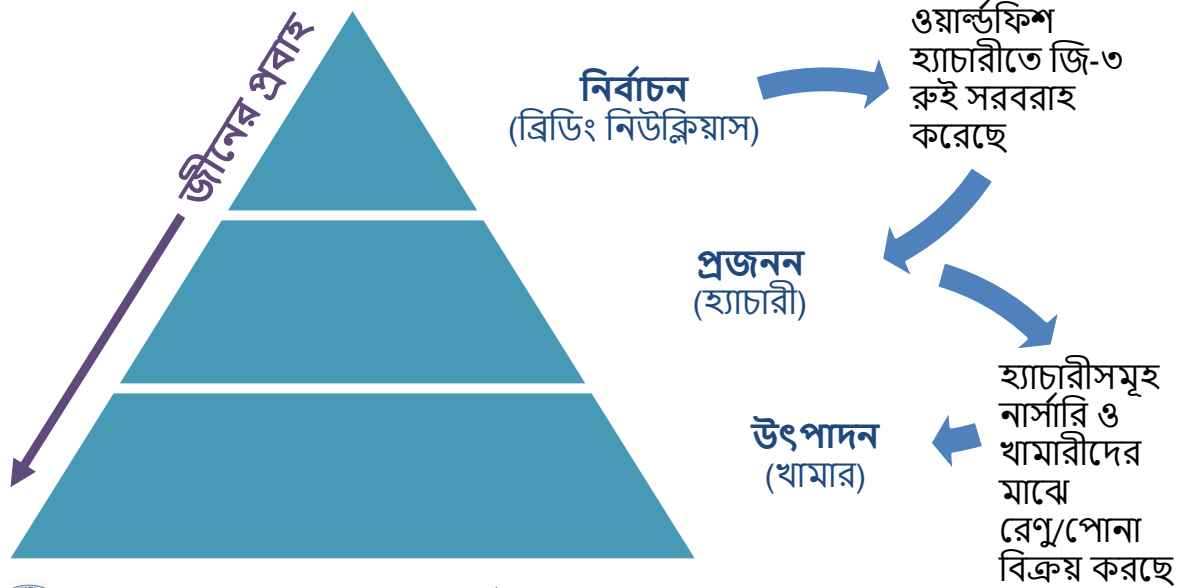 জীনের প্রবাহ
নির্বাচন
(ব্রিডিং নিউক্লিয়াস)
ওয়ার্ল্ডফিশ
হ্যাচারীতে জি-৩
রুই সরবরাহ
করেছে
প্রজনন
(হ্যাচারী)
হ্যাচারীসমূহ
নার্সারি ও
খামারীদের
মাঝে
রেণু/পোনা
বিক্রয় করছে
উৎপাদন
(খামার)